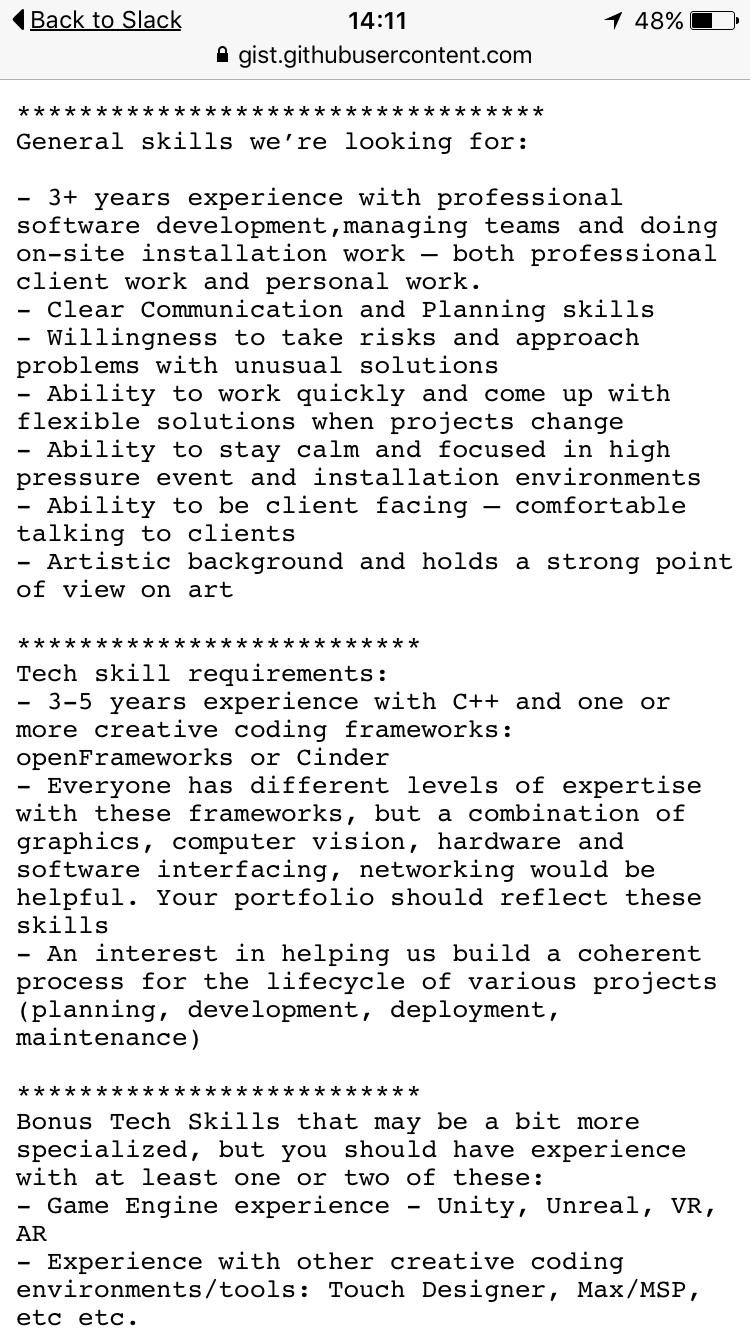 Back to Slack 14:11 48%
gist.githubusercontent.com
**********************************
General skills we’re looking for:
– 3+ years experience with professional
software development,managing teams and doing
on-site installation work — both professional
client work and personal work.
– Clear Communication and Planning skills
– Willingness to take risks and approach
problems with unusual solutions
– Ability to work quickly and come up with
flexible solutions when projects change
– Ability to stay calm and focused in high
pressure event and installation environments
– Ability to be client facing — comfortable
talking to clients
– Artistic background and holds a strong point
of view on art
**************************
Tech skill requirements:
– 3-5 years experience with C++ and one or
more creative coding frameworks:
openFrameworks or Cinder
– Everyone has different levels of expertise
with these frameworks, but a combination of
graphics, computer vision, hardware and
software interfacing, networking would be
helpful. Your portfolio should reflect these
skills
– An interest in helping us build a coherent
process for the lifecycle of various projects
(planning, development, deployment,
maintenance)
**************************
Bonus Tech Skills that may be a bit more
specialized, but you should have experience
with at least one or two of these:
– Game Engine experience – Unity, Unreal, VR,
AR
– Experience with other creative coding
environments/tools: Touch Designer, Max/MSP,
etc etc.